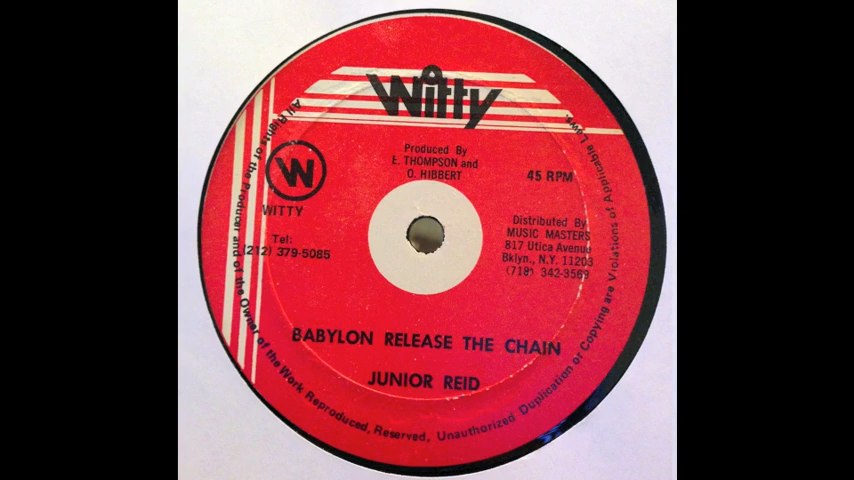 Witty
Produced By
E. THOMPSON and
O. HIBBERT
45 RPM
W
WITTY
Tel:
(212) 379-5085
Distributed By
MUSIC MASTERS
817 Utica Avenue
Bklyn., N.Y. 11203
(718) 342-3569
BABYLON RELEASE THE CHAIN
JUNIOR REID
All Rights of the Producer and of the Owner of the Work Reproduced, Reserved, Unauthorized Duplication or Copying are Violations of Applicable Laws.